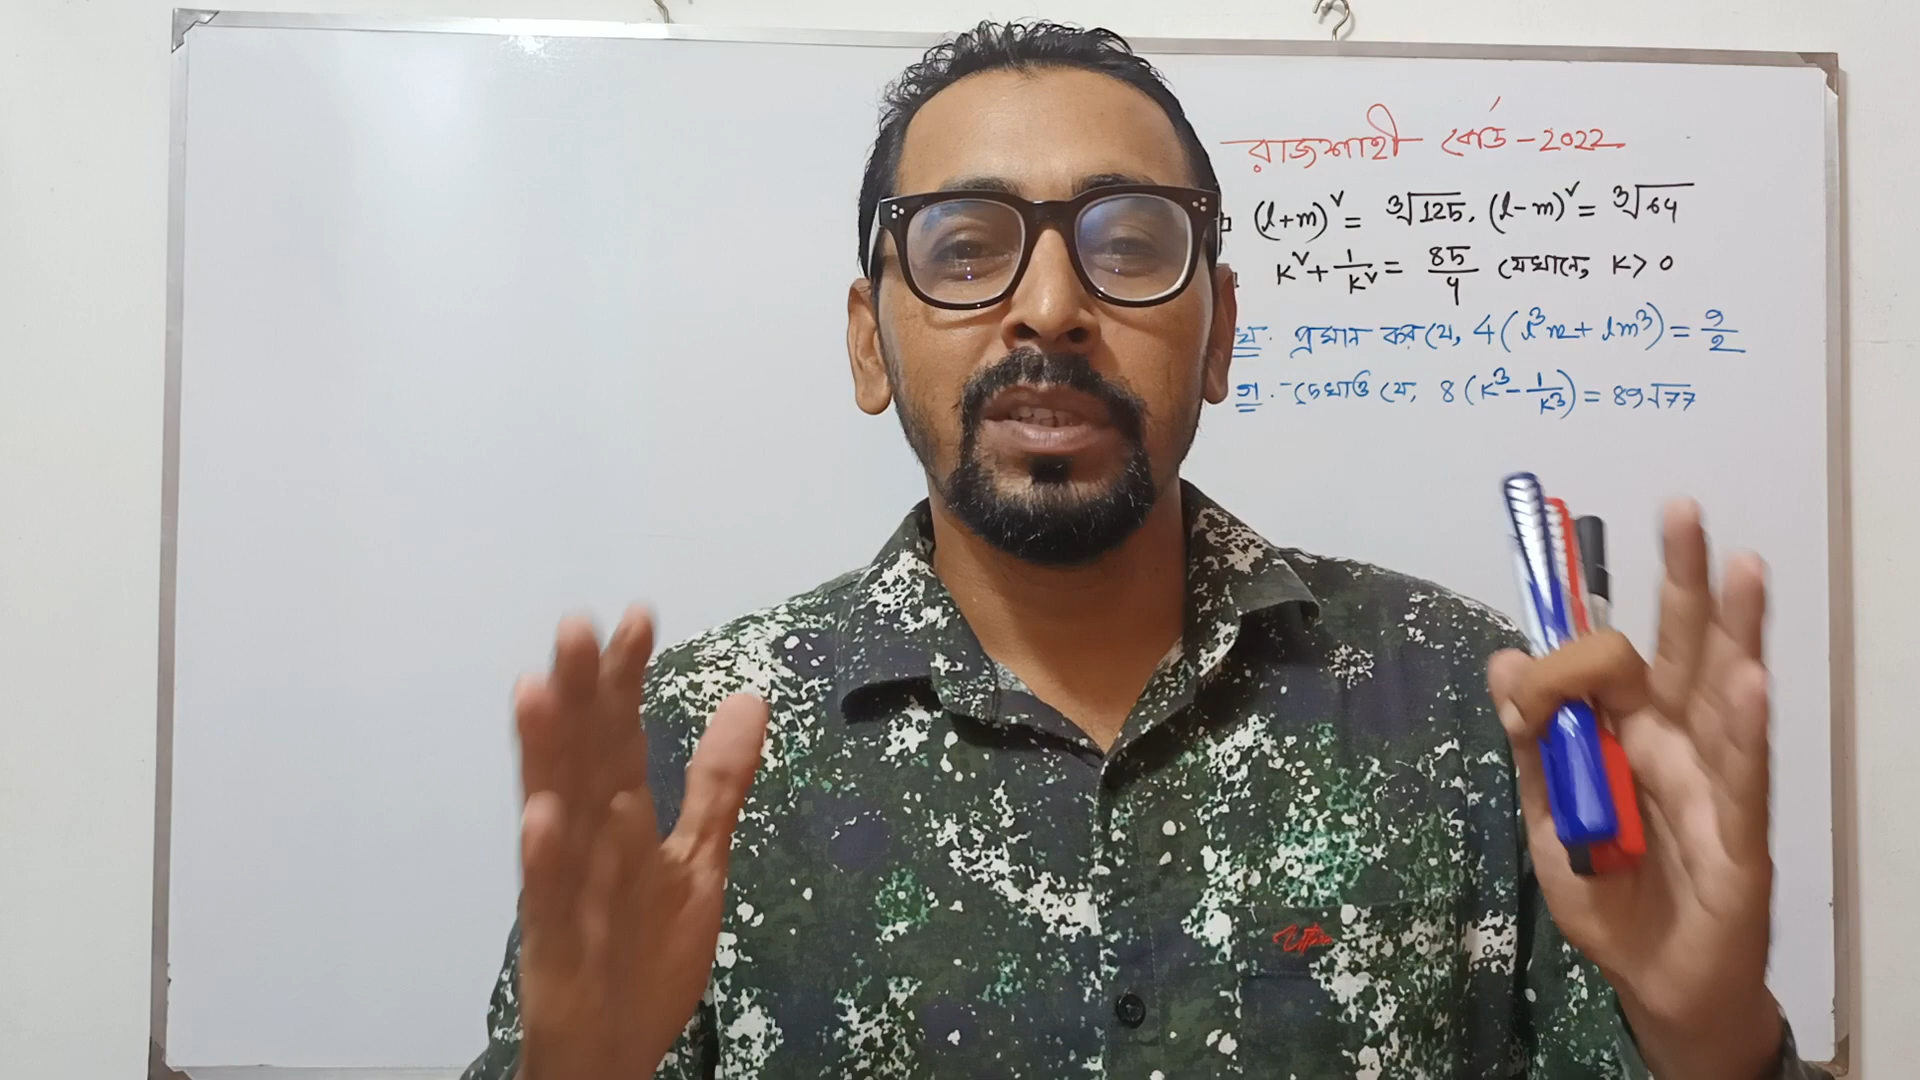 রাজশাহী বোর্ড - 2022
(l+m)² = ∛125, (l-m)² = ∛64
K² + 1/K² = 85/4 যেখানে, K > 0
খ. প্রমান কর যে, 4(l³m + lm³) = 9/2
গ. দেখাও যে, 8(K³ - 1/K³) = 89√77